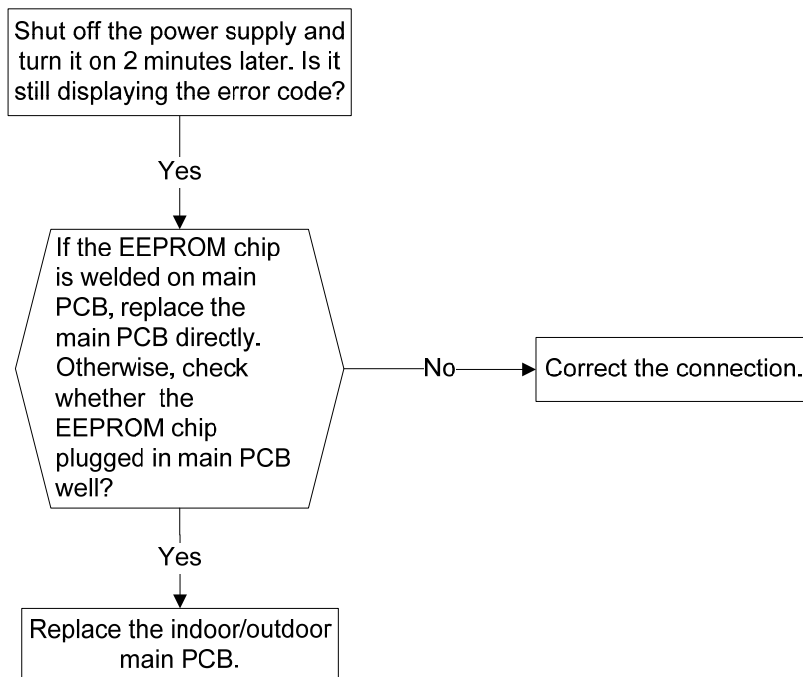 Shut off the power supply and
turn it on 2 minutes later. Is it
still displaying the error code?
Yes
If the EEPROM chip
is welded on main
PCB, replace the
main PCB directly.
Otherwise, check
whether the
EEPROM chip
plugged in main PCB
well?
No
Correct the connection.
Yes
Replace the indoor/outdoor
main PCB.